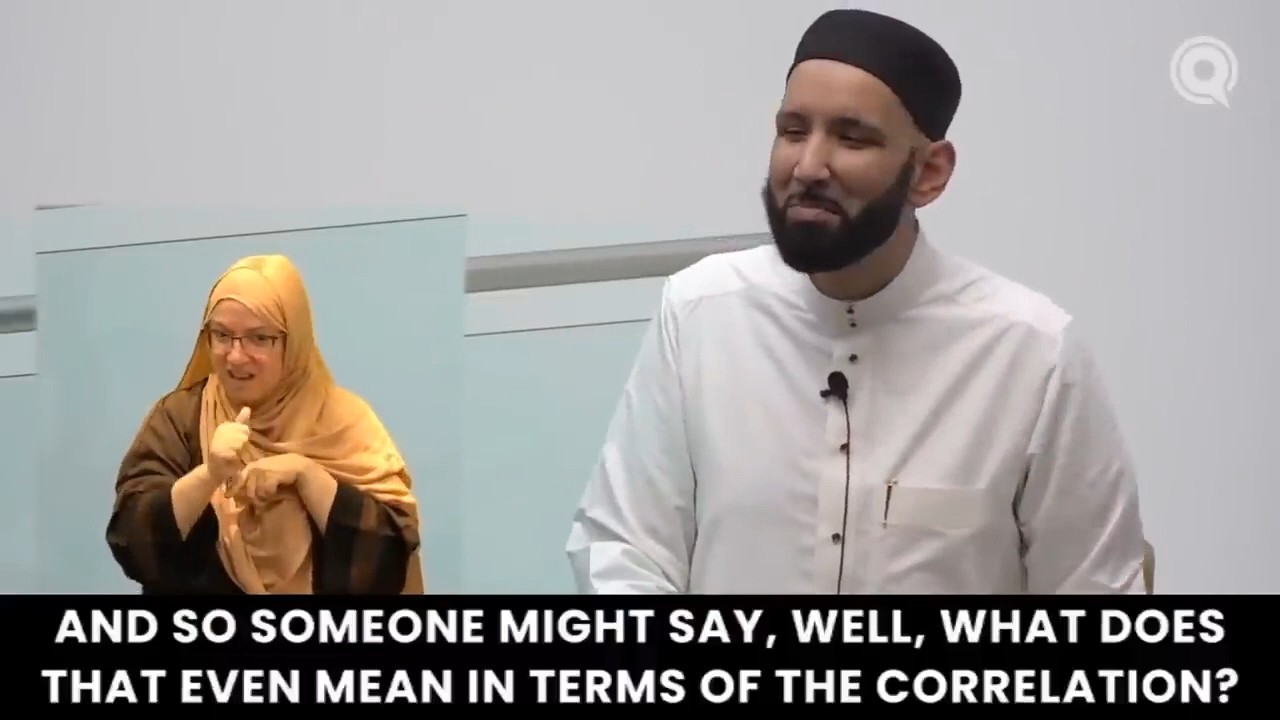 AND SO SOMEONE MIGHT SAY, WELL, WHAT DOES
THAT EVEN MEAN IN TERMS OF THE CORRELATION?